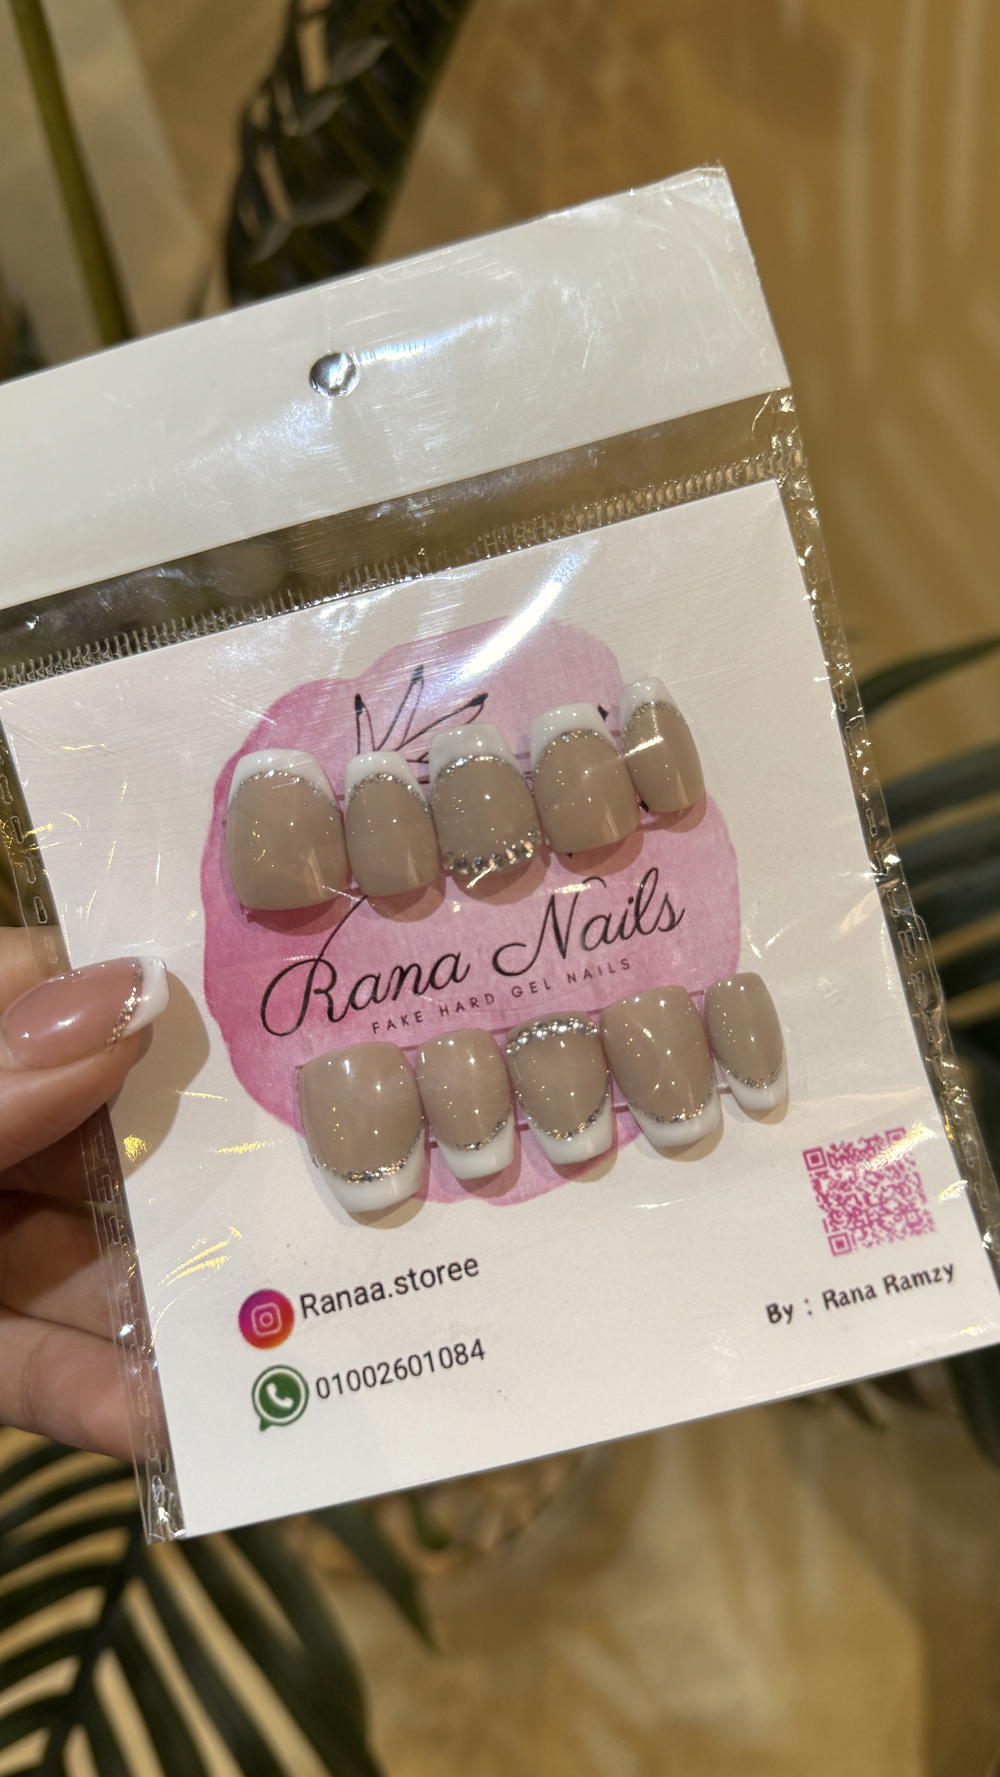 Rana Nails
FAKE HARD GEL NAILS
Ranaa.storee
01002601084
By : Rana Ramzy